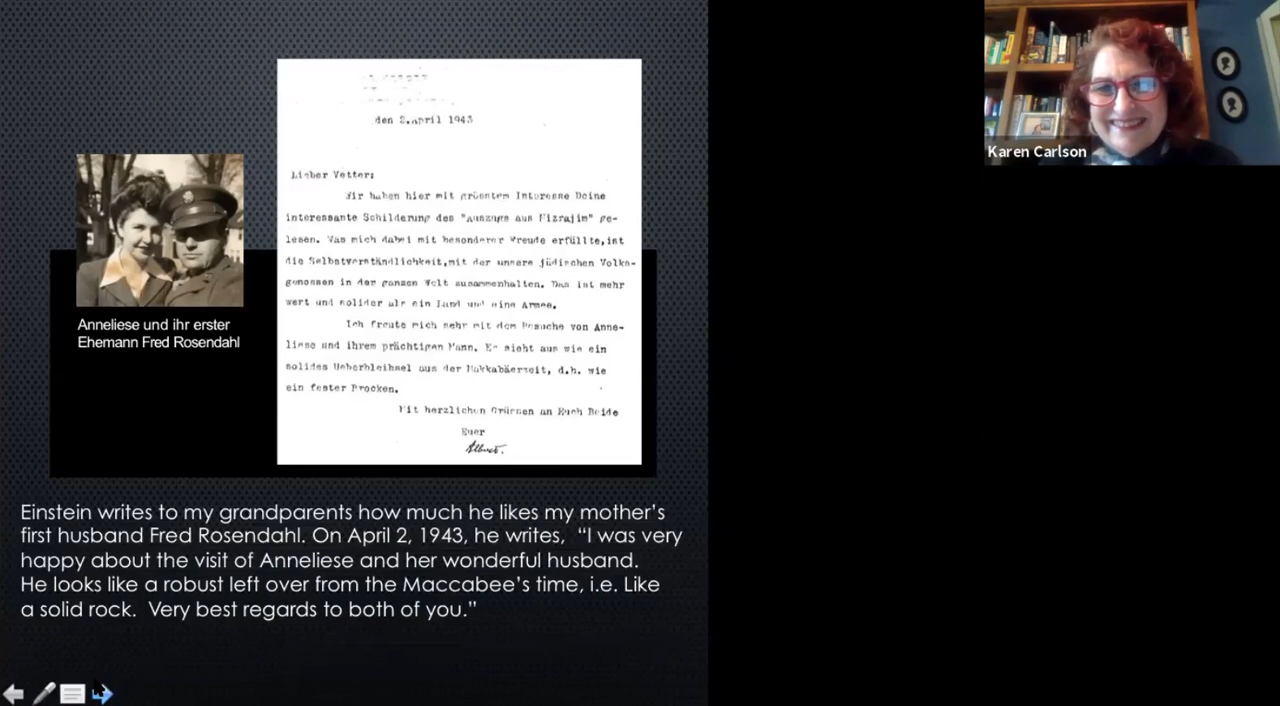 den 2.April 1943
Lieber Vetter:
Wir haben hier mit grösstem Interesse Deine
interessante Schilderung des "Auszugs aus Mizrajim" ge-
lesen. Was mich dabei mit besonderer Freude erfüllte,ist
die Selbstverständlichkeit,mit der unsere jüdischen Volks-
genossen in der ganzen Welt zusammenhalten. Das ist mehr
wert und solider als ein Land und eine Armee.
Ich freute mich sehr mit dem Besuche von Anne-
liese und ihrem prächtigen Mann. Er sieht aus wie ein
solides Ueberbleibsel aus der Makkabäerzeit, d.h. wie
ein fester Brocken.
Mit herzlichen Grüssen an Euch Beide
Euer
Albert.
Anneliese und ihr erster
Ehemann Fred Rosendahl
Einstein writes to my grandparents how much he likes my mother’s
first husband Fred Rosendahl. On April 2, 1943, he writes, “I was very
happy about the visit of Anneliese and her wonderful husband.
He looks like a robust left over from the Maccabee’s time, i.e. Like
a solid rock. Very best regards to both of you.”
Karen Carlson